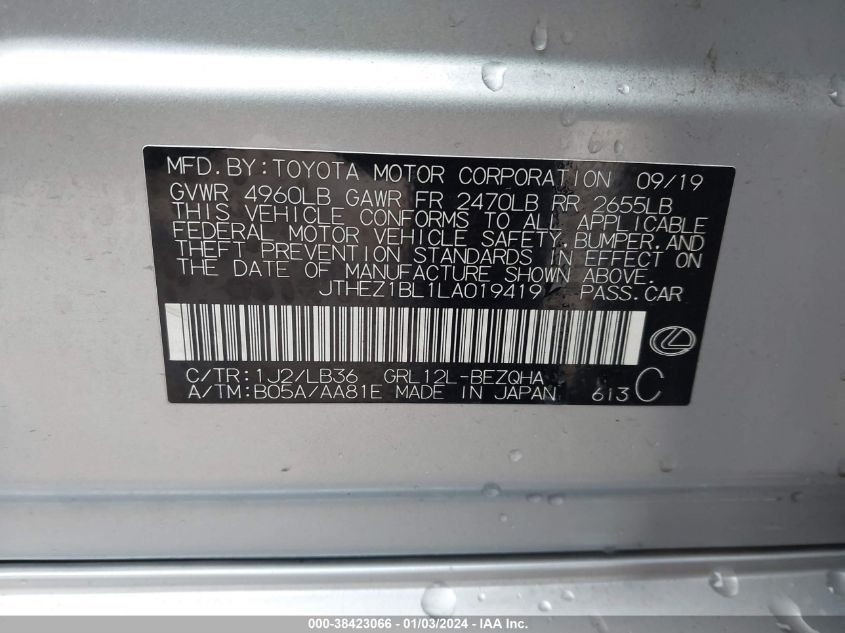 MFD. BY: TOYOTA MOTOR CORPORATION 09/19
GVWR 4960LB GAWR FR 2470LB RR 2655LB
THIS VEHICLE CONFORMS TO ALL APPLICABLE
FEDERAL MOTOR VEHICLE SAFETY, BUMPER, AND
THEFT PREVENTION STANDARDS IN EFFECT ON
THE DATE OF MANUFACTURE SHOWN ABOVE.
JTHEZ1BL1LA019419 PASS. CAR
C/TR: 1J2/LB36 GRL12L-BEZQHA
A/TM: B05A/AA81E MADE IN JAPAN 613 C
000-38423066 - 01/03/2024 - IAA Inc.